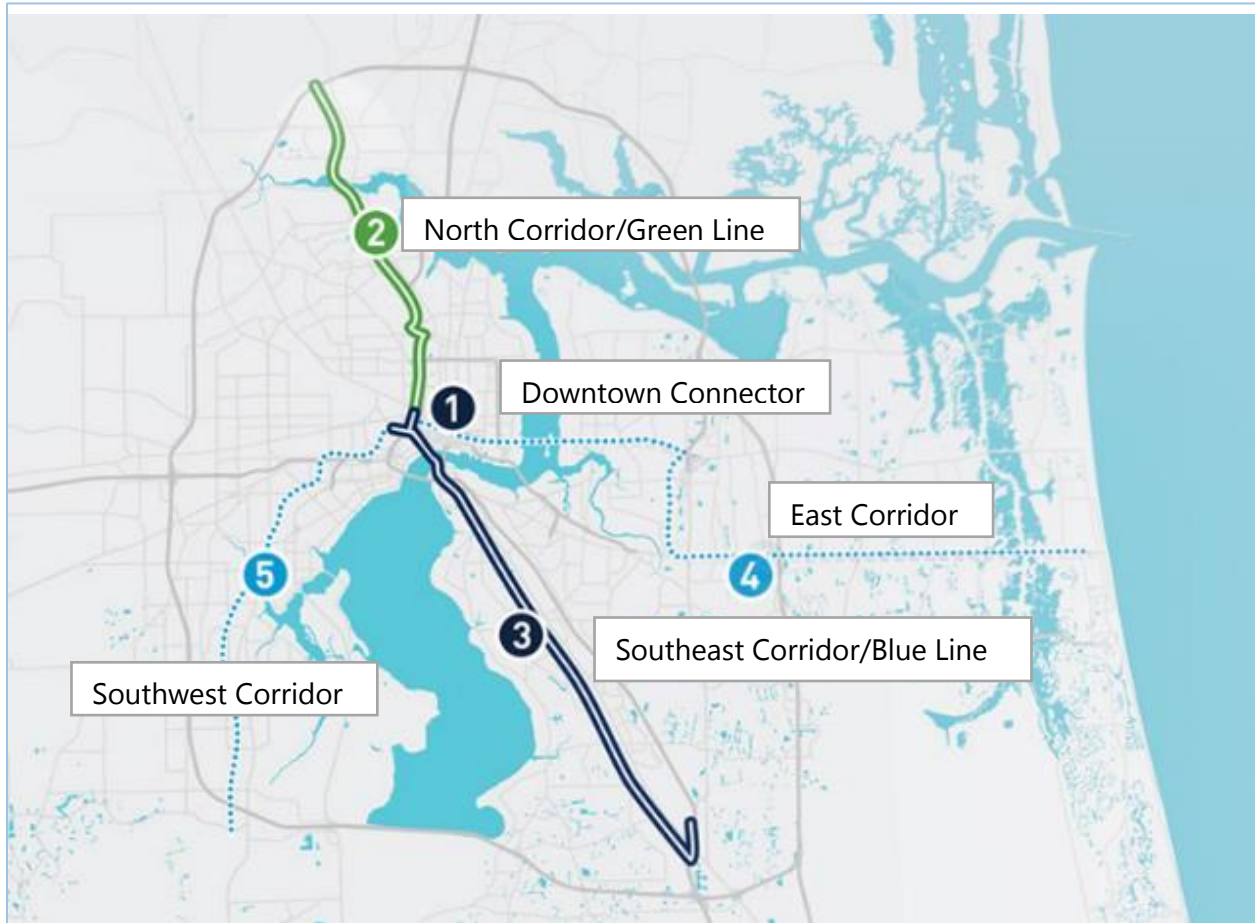 2
North Corridor/Green Line
1
Downtown Connector
East Corridor
5
4
3
Southeast Corridor/Blue Line
Southwest Corridor